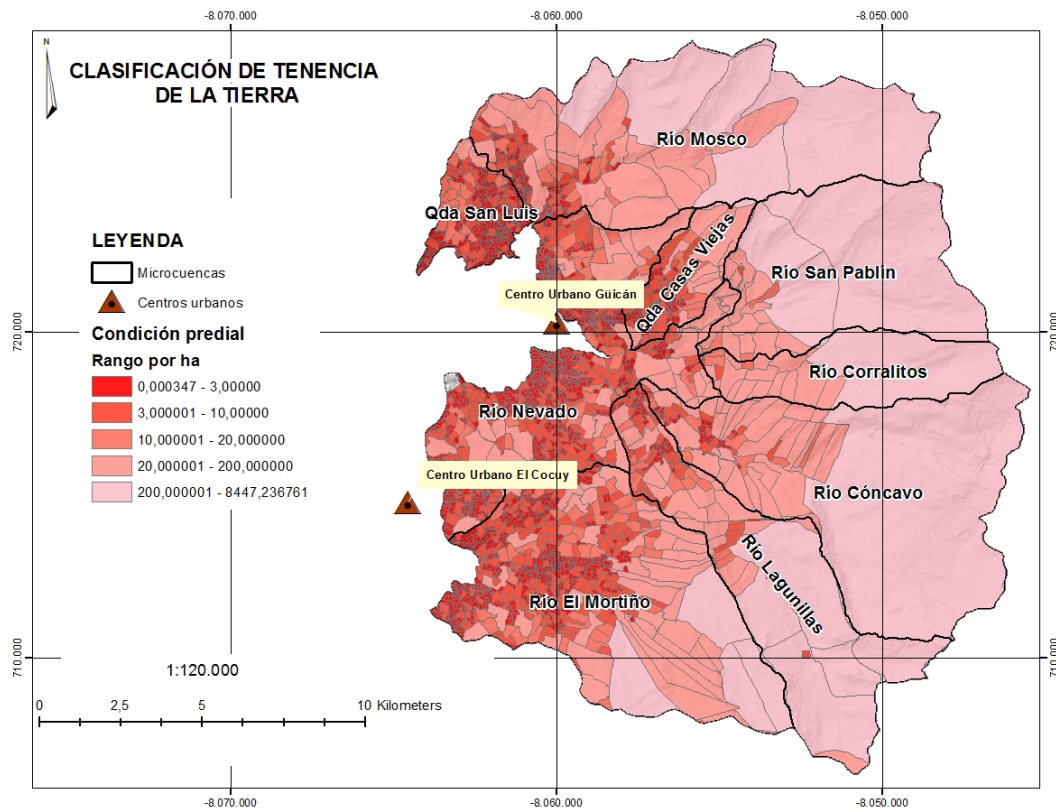 -8.070.000
-8.060.000
-8.050.000
N
CLASIFICACIÓN DE TENENCIA
DE LA TIERRA
Río Mosco
Qda San Luis
Qda Casas Viejas
Río San Pablín
LEYENDA
Microcuencas
Centros urbanos
Centro Urbano Güicán
Condición predial
Rango por ha
0,000347 - 3,00000
3,000001 - 10,00000
10,000001 - 20,000000
20,000001 - 200,000000
200,000001 - 8447,236761
720.000
720.000
Río Corralitos
Río Nevado
Centro Urbano El Cocuy
Río Cóncavo
Río Lagunillas
Río El Mortiño
710.000
710.000
1:120.000
0
2,5
5
10 Kilometers
-8.070.000
-8.060.000
-8.050.000